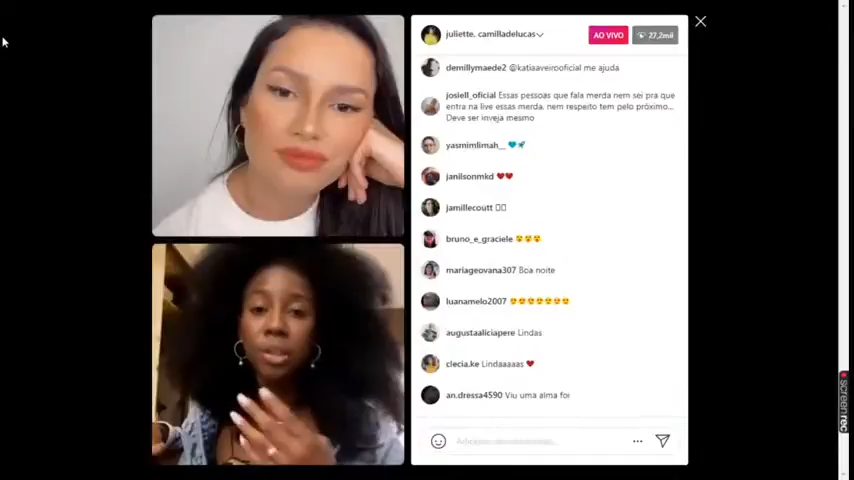 juliette, camilladelucas
AO VIVO
27,2mil
demillymaede2 @katiaaveirooficial me ajuda
josiell_oficial Essas pessoas que fala merda nem sei pra que
entra na live essas merda, nem respeito tem pelo próximo...
Deve ser inveja mesmo
yasmimlimah__
janilsonmkd
jamillecoutt
bruno_e_graciele
mariageovana307 Boa noite
luanamelo2007
augustaaliciapere Lindas
clecia.ke Lindaaaaas
an.dressa4590 Viu uma alma foi
screenrec